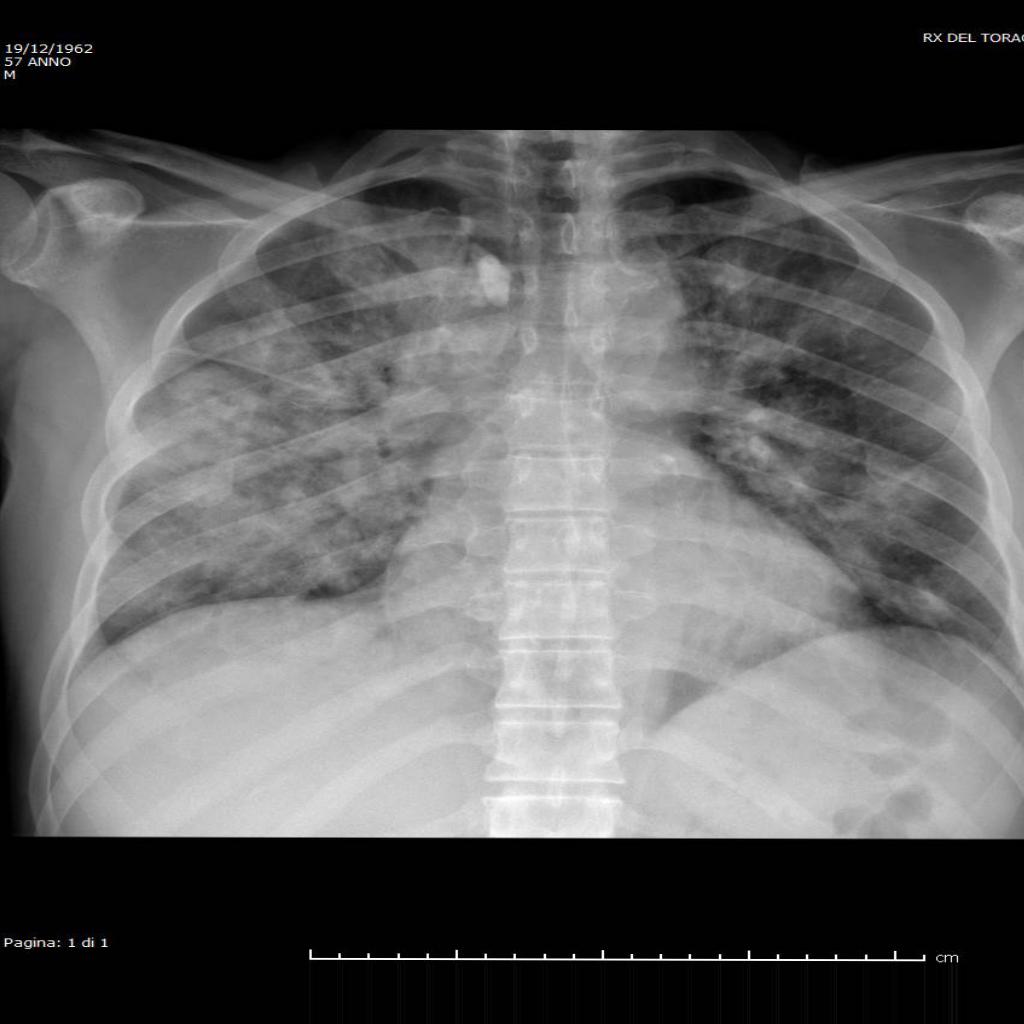 19/12/1962
57 ANNO
M
RX DEL TORAC
Pagina: 1 di 1
cm